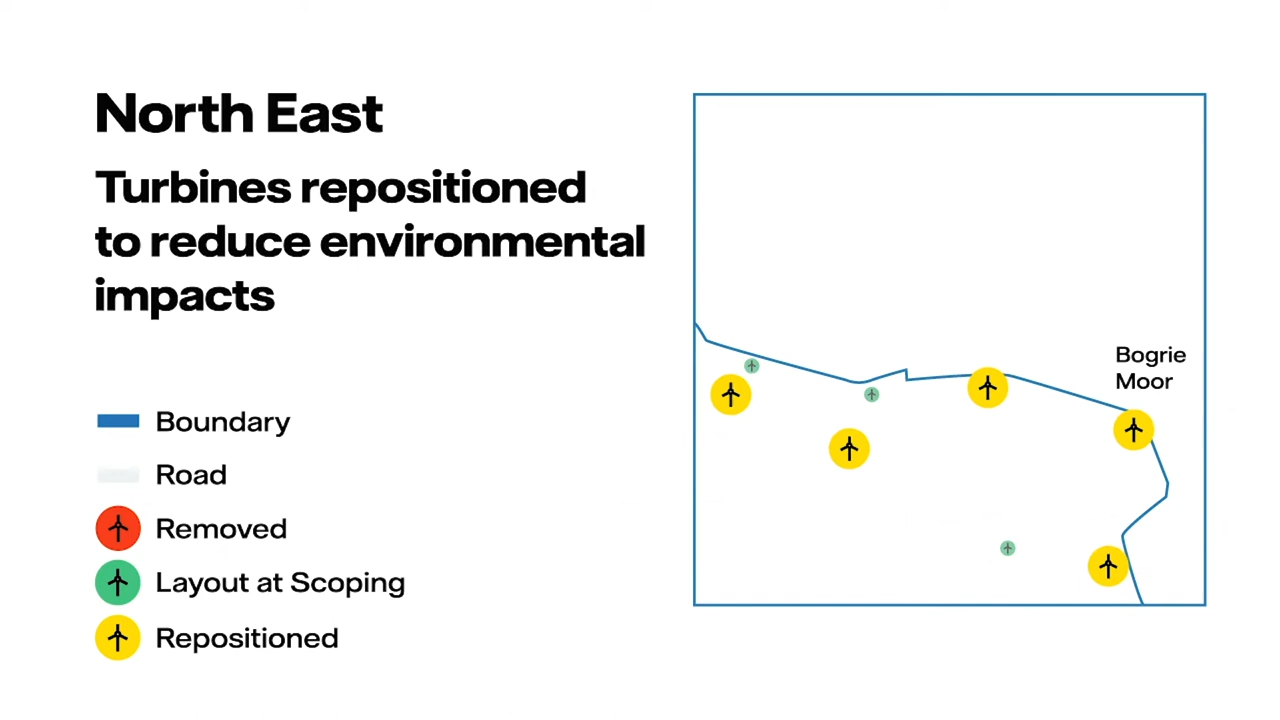 North East
Turbines repositioned
to reduce environmental
impacts
Boundary
Road
Removed
Layout at Scoping
Repositioned
Bogrie
Moor